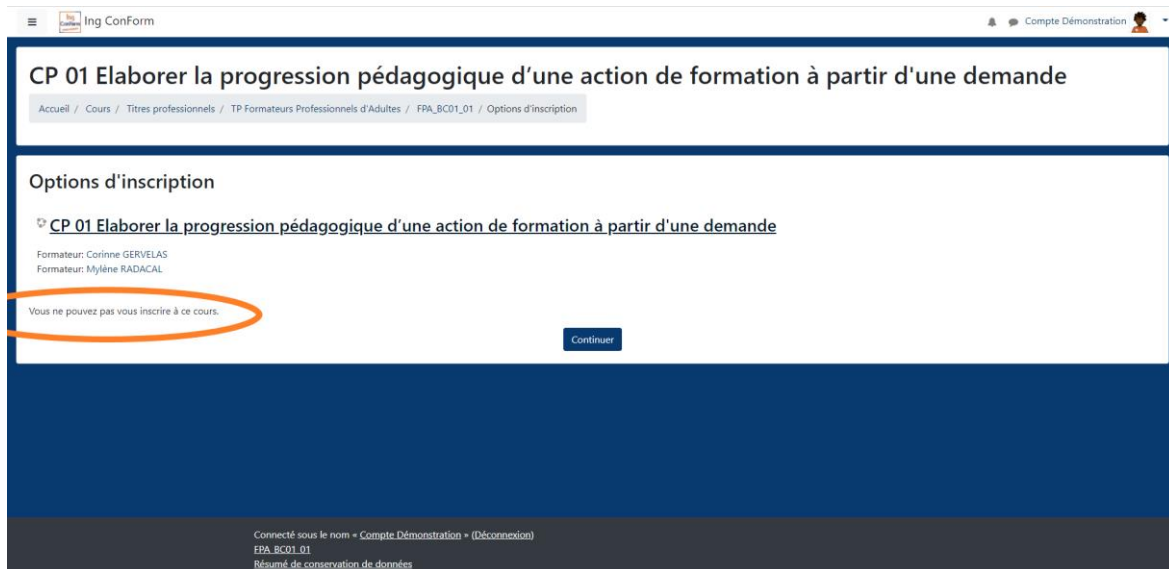 Ing ConForm
Compte Démonstration
CP 01 Elaborer la progression pédagogique d'une action de formation à partir d'une demande
Accueil / Cours / Titres professionnels / TP Formateurs Professionnels d'Adultes / FPA_BC01_01 / Options d'inscription
Options d'inscription
CP 01 Elaborer la progression pédagogique d'une action de formation à partir d'une demande
Formateur: Corinne GERVELAS
Formateur: Mylène RADACAL
Vous ne pouvez pas vous inscrire à ce cours.
Continuer
Connecté sous le nom « Compte Démonstration » (Déconnexion)
FPA_BC01_01
Résumé de conservation de données